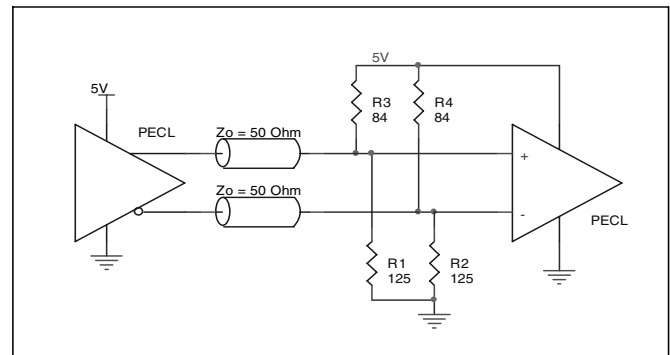 5V
5V
PECL
R3
84
R4
84
Zo = 50 Ohm
+
Zo = 50 Ohm
-
PECL
R1
125
R2
125